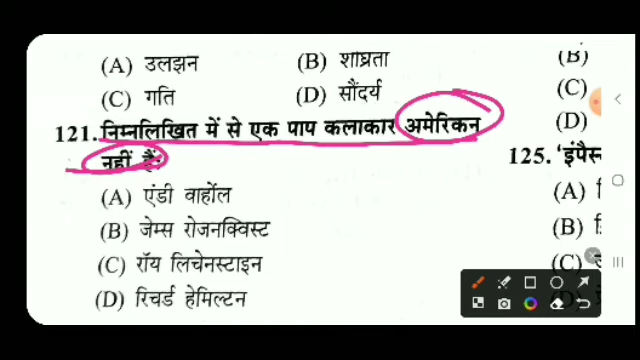 (A) उलझन (B) शीघ्रता
(C) गति (D) सौंदर्य
121. निम्नलिखित में से एक पाप कलाकार अमेरिकन
नहीं हैं:
(A) एंडी वार्होल
(B) जेम्स रोजनक्विस्ट
(C) रॉय लिचेनस्टाइन
(D) रिचर्ड हेमिल्टन
(B)
(C)
(D)
125. 'इंपैस
(A)
(B)
(C)
(D)